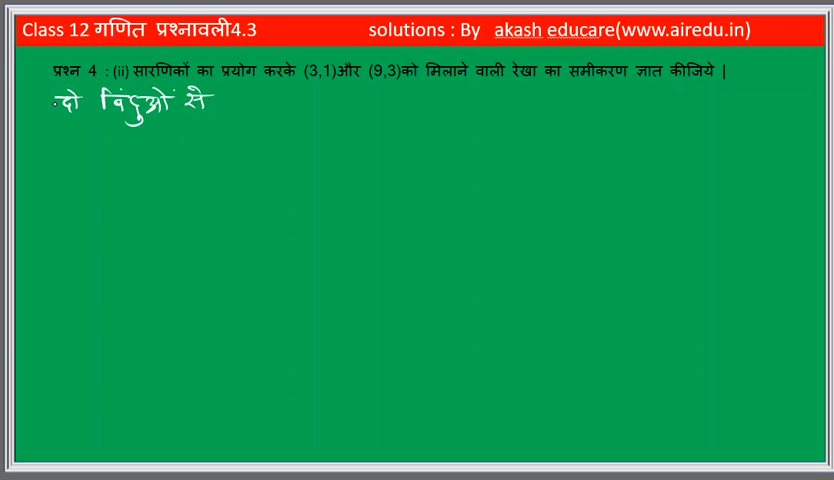 Class 12 गणित प्रश्नावली4.3 solutions : By akash educare(www.airedu.in)
प्रश्न 4 : (ii) सारणिकों का प्रयोग करके (3,1)और (9,3)को मिलाने वाली रेखा का समीकरण ज्ञात कीजिये |
दो बिंदुओं से